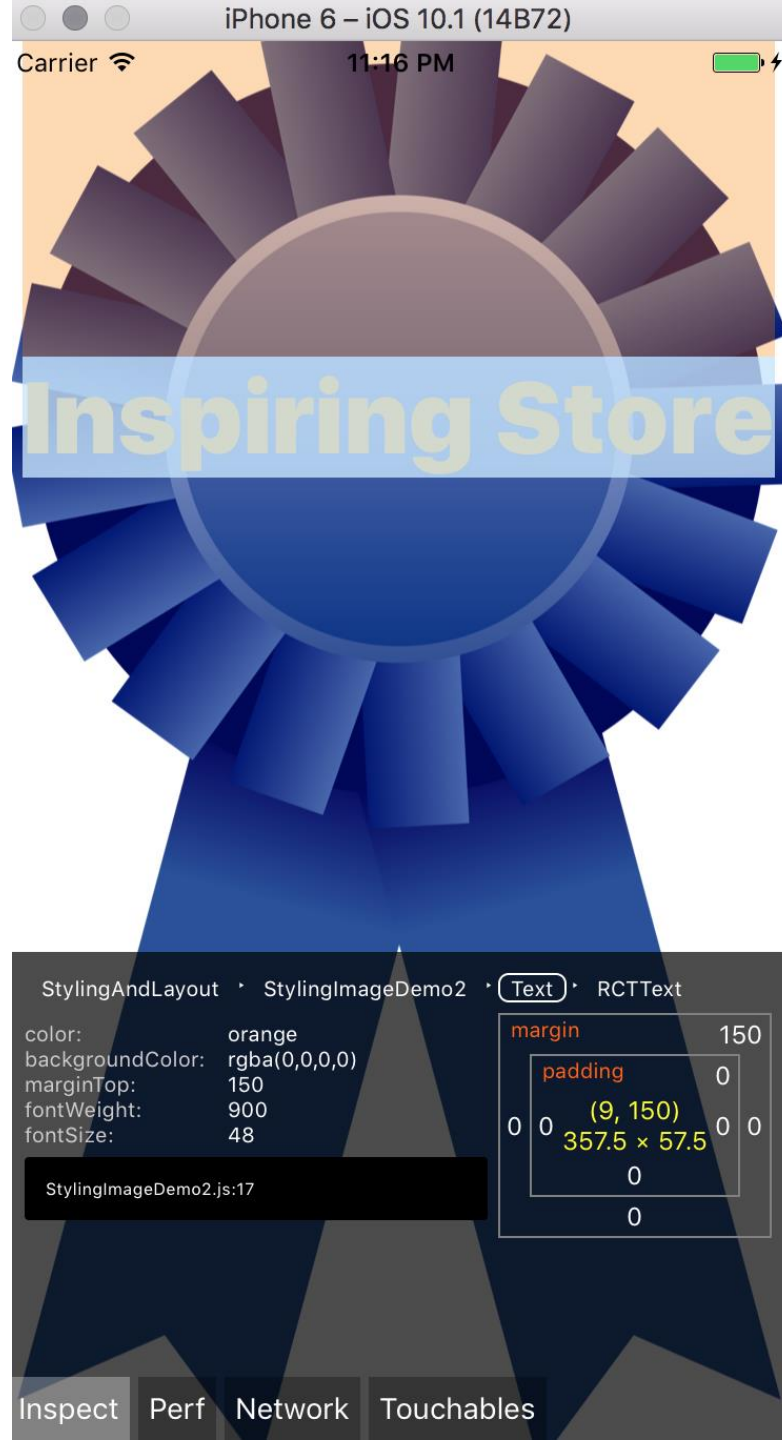 iPhone 6 – iOS 10.1 (14B72)
Carrier 11:16 PM
Inspiring Store
StylingAndLayout ‣ StylingImageDemo2 ‣ Text ‣ RCTText
color: orange
backgroundColor: rgba(0,0,0,0)
marginTop: 150
fontWeight: 900
fontSize: 48
StylingImageDemo2.js:17
margin 150
padding 0
0 0 (9, 150) 0 0
357.5 × 57.5
0
0
Inspect Perf Network Touchables